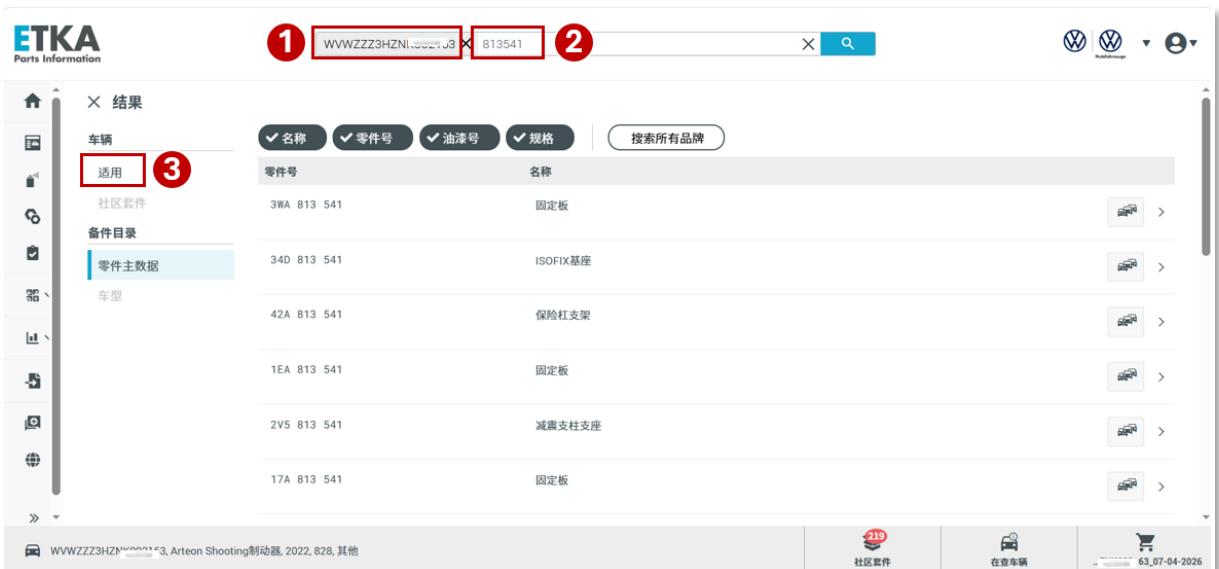 ETKA
Parts Information
1
813541
2
结果
车辆
适用
3
社区套件
备件目录
零件主数据
车型
名称
零件号
油漆号
规格
搜索所有品牌
零件号 名称
3WA 813 541 固定板
34D 813 541 ISOFIX基座
42A 813 541 保险杠支架
1EA 813 541 固定板
2V5 813 541 减震支柱支座
17A 813 541 固定板
Arteon Shooting制动器, 2022, 828, 其他
219
社区套件
在查车辆
63_07-04-2026